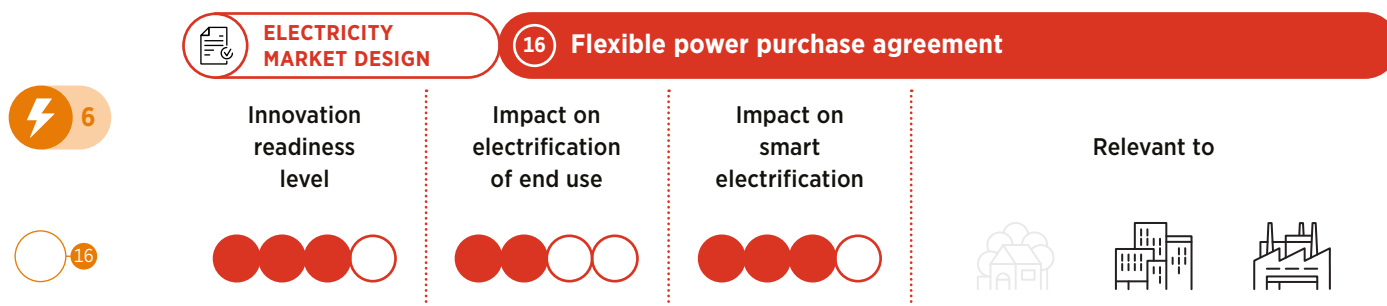 ELECTRICITY
MARKET DESIGN
16 Flexible power purchase agreement
6
Innovation
readiness
level
Impact on
electrification
of end use
Impact on
smart
electrification
Relevant to
16